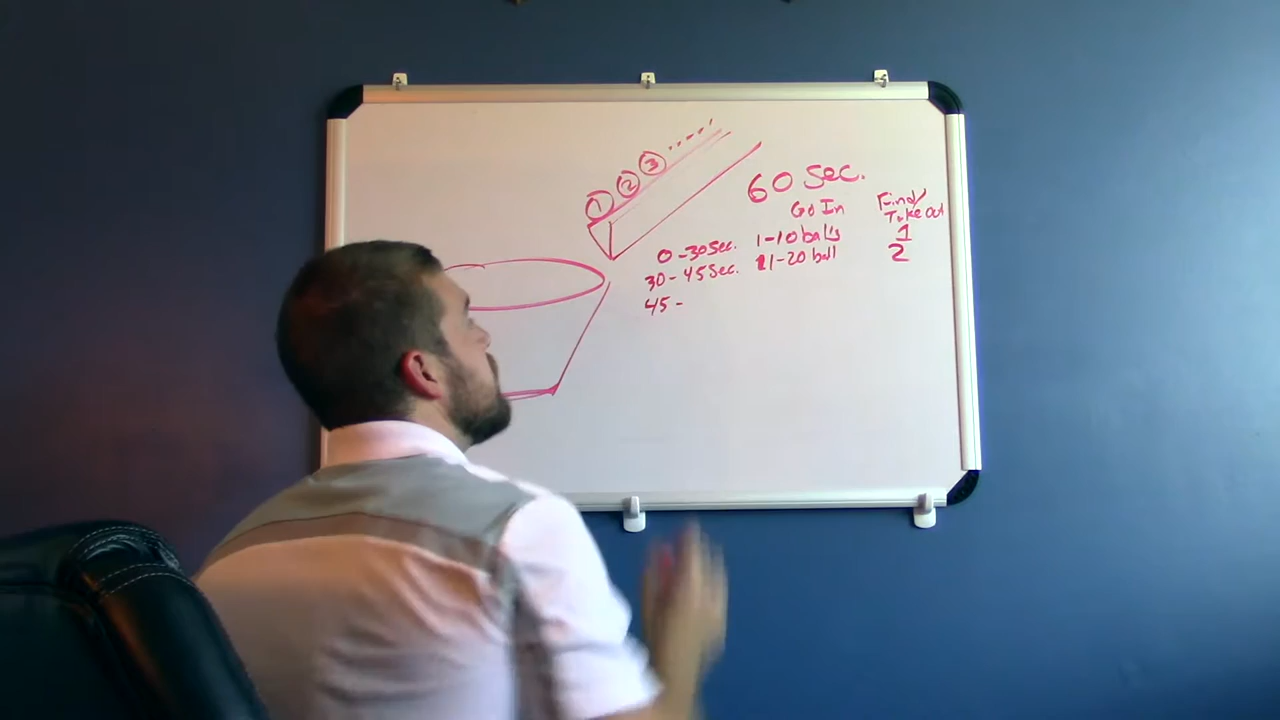 1 2 3
60 Sec.
Go In
Find/
Take Out
0-30 Sec. 1-10 balls 1
30-45 Sec. 11-20 ball 2
45-